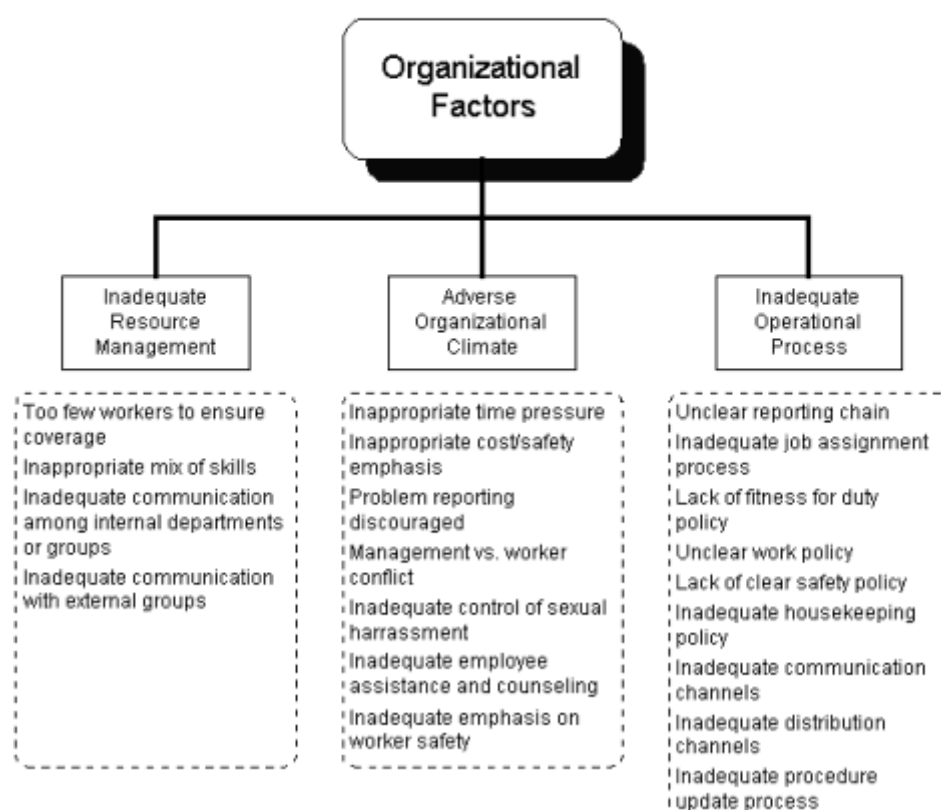 Organizational
Factors
Inadequate
Resource
Management
Adverse
Organizational
Climate
Inadequate
Operational
Process
Too few workers to ensure
coverage
Inappropriate mix of skills
Inadequate communication
among internal departments
or groups
Inadequate communication
with external groups
Inappropriate time pressure
Inappropriate cost/safety
emphasis
Problem reporting
discouraged
Management vs. worker
conflict
Inadequate control of sexual
harrassment
Inadequate employee
assistance and counseling
Inadequate emphasis on
worker safety
Unclear reporting chain
Inadequate job assignment
process
Lack of fitness for duty
policy
Unclear work policy
Lack of clear safety policy
Inadequate housekeeping
policy
Inadequate communication
channels
Inadequate distribution
channels
Inadequate procedure
update process